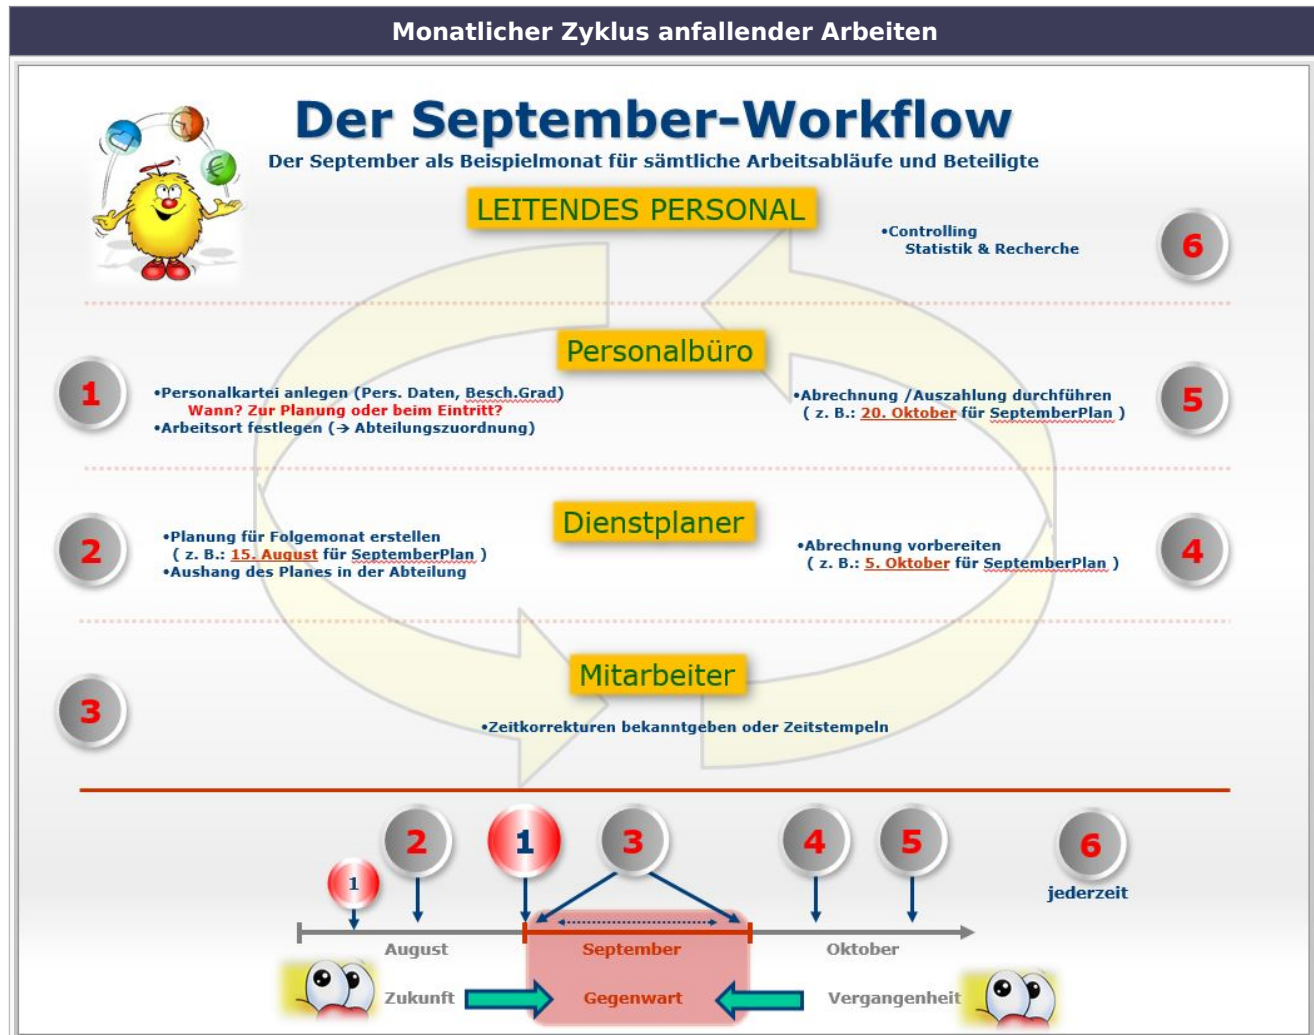 Monatlicher Zyklus anfallender Arbeiten
Der September-Workflow
Der September als Beispielmonat für sämtliche Arbeitsabläufe und Beteiligte
€
LEITENDES PERSONAL
•Controlling
Statistik & Recherche
6
Personalbüro
1
•Personalkartei anlegen (Pers. Daten, Besch.Grad)
Wann? Zur Planung oder beim Eintritt?
•Arbeitsort festlegen (→ Abteilungszuordnung)
•Abrechnung /Auszahlung durchführen
( z. B.: 20. Oktober für SeptemberPlan )
5
Dienstplaner
2
•Planung für Folgemonat erstellen
( z. B.: 15. August für SeptemberPlan )
•Aushang des Planes in der Abteilung
•Abrechnung vorbereiten
( z. B.: 5. Oktober für SeptemberPlan )
4
Mitarbeiter
3
•Zeitkorrekturen bekanntgeben oder Zeitstempeln
1 2 1 3 4 5 6
jederzeit
August September Oktober
Zukunft Gegenwart Vergangenheit